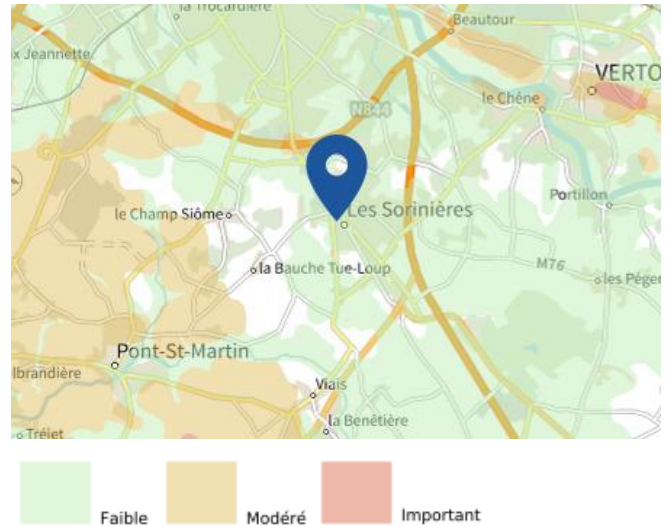 la Trocardière
Beautour
x Jeannette
VERTO
le Chêne
N844
Portillon
le Champ Siôme
Les Sorinières
la Bauche Tue-Loup
M76
les Péger
Pont-St-Martin
lbrandière
Viais
la Benêtière
Tréjet
Faible Modéré Important